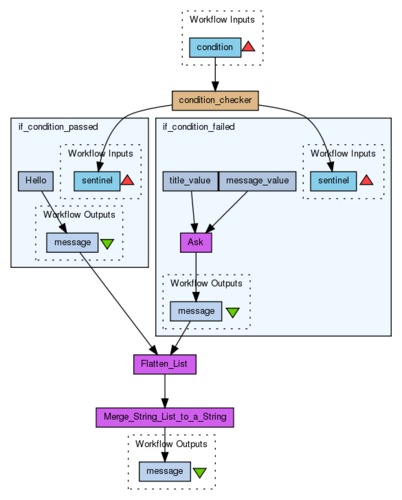 Workflow Inputs
condition
condition_checker
if_condition_passed
Workflow Inputs
Hello
sentinel
Workflow Outputs
message
if_condition_failed
Workflow Inputs
title_value
message_value
sentinel
Ask
Workflow Outputs
message
Flatten_List
Merge_String_List_to_a_String
Workflow Outputs
message